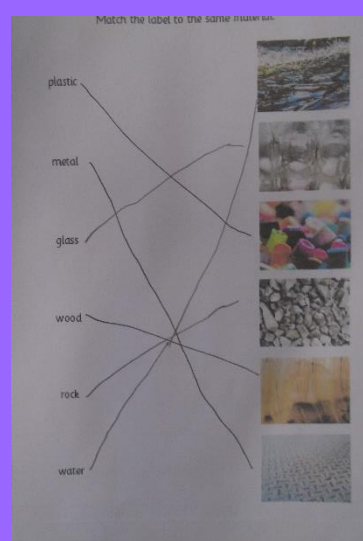 Match the label to the same material.
plastic
metal
glass
wood
rock
water